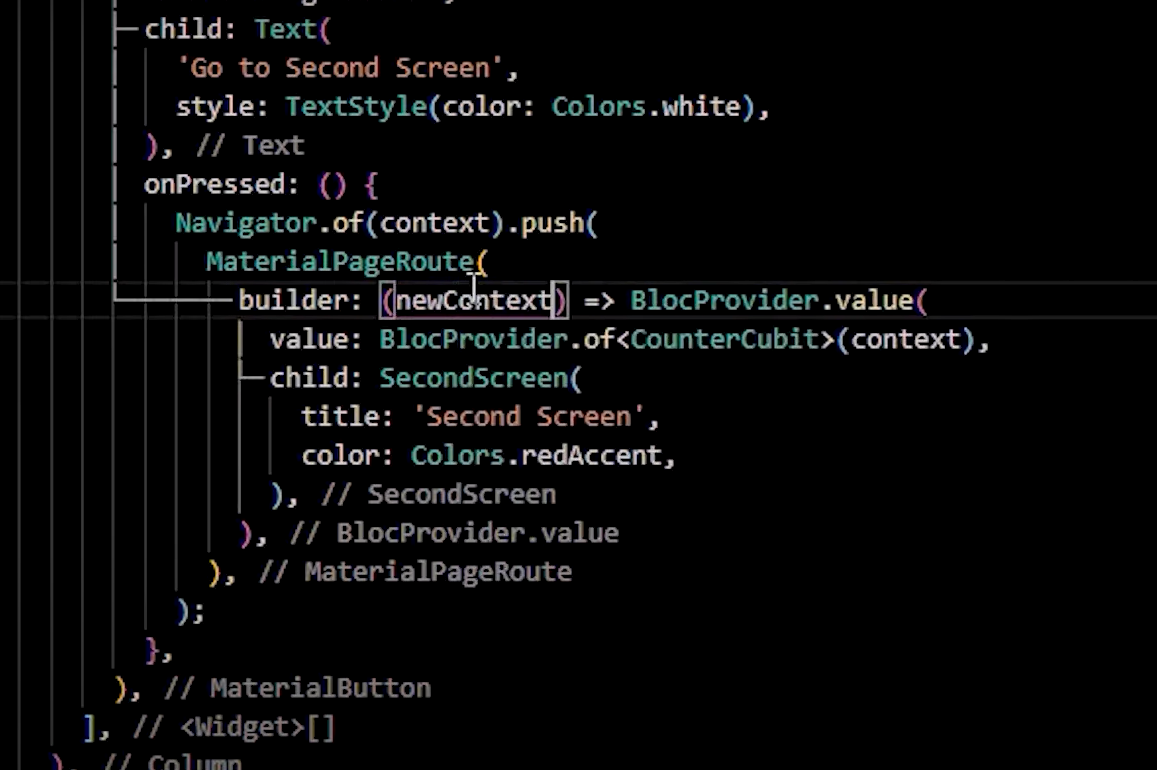 child: Text(
'Go to Second Screen',
style: TextStyle(color: Colors.white),
), // Text
onPressed: () {
Navigator.of(context).push(
MaterialPageRoute(
builder: (newContext) => BlocProvider.value(
value: BlocProvider.of<CounterCubit>(context),
child: SecondScreen(
title: 'Second Screen',
color: Colors.redAccent,
), // SecondScreen
), // BlocProvider.value
), // MaterialPageRoute
);
},
), // MaterialButton
], // <Widget>[]
), // Column